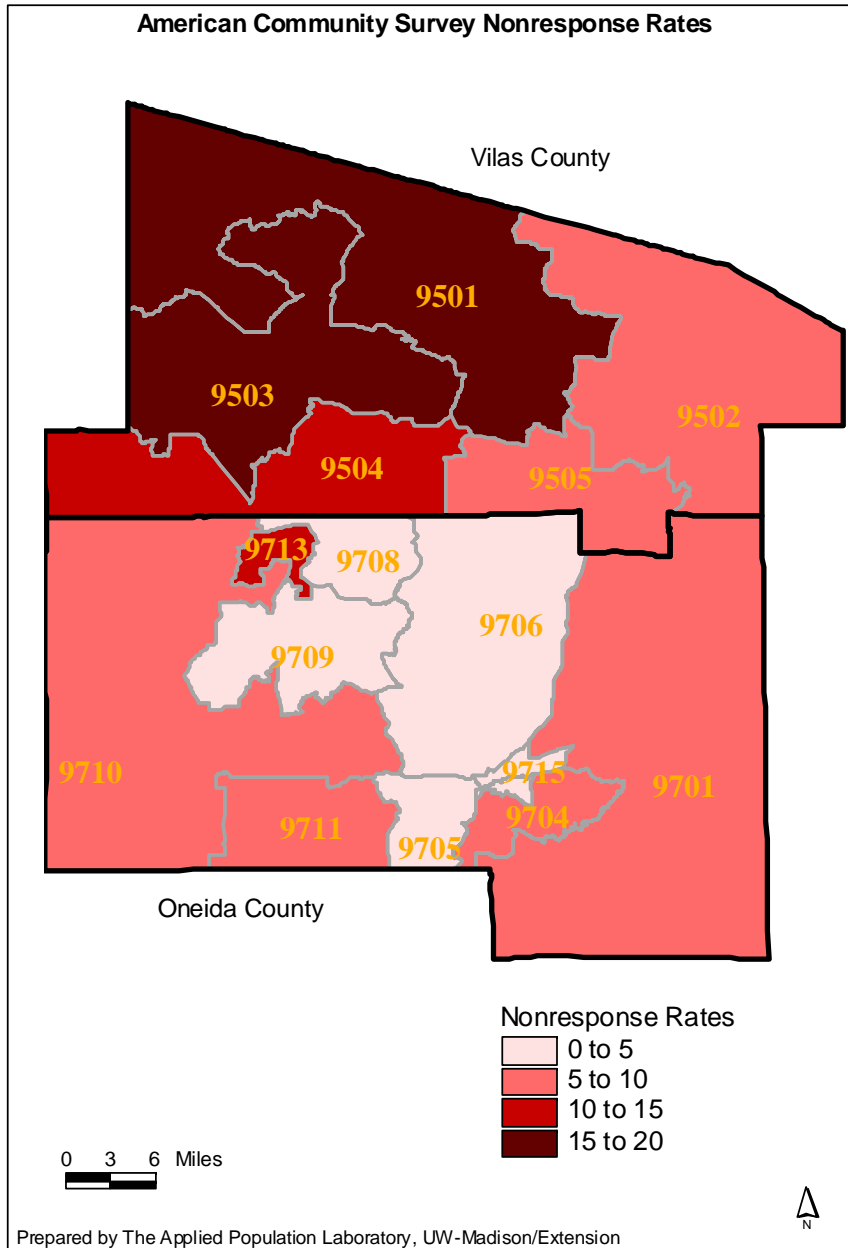 American Community Survey Nonresponse Rates
Vilas County
9501
9503
9502
9504
9505
9713
9708
9706
9709
9710
9715
9701
9704
9711
9705
Oneida County
Nonresponse Rates
0 to 5
5 to 10
10 to 15
15 to 20
0 3 6 Miles
N
Prepared by The Applied Population Laboratory, UW-Madison/Extension